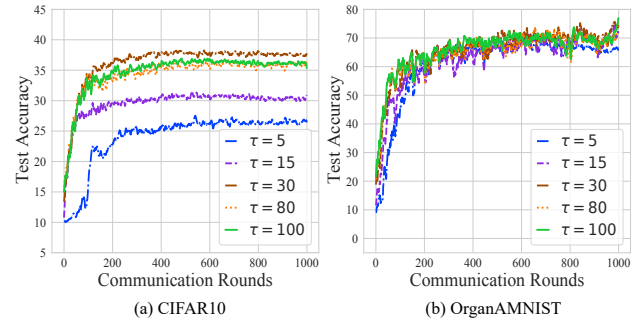 45
40
35
30
25
20
15
10
5
Test Accuracy
0
200
400
600
800
1000
Communication Rounds
τ = 5
τ = 15
τ = 30
τ = 80
τ = 100
(a) CIFAR10
80
70
60
50
40
30
20
10
0
Test Accuracy
0
200
400
600
800
1000
Communication Rounds
τ = 5
τ = 15
τ = 30
τ = 80
τ = 100
(b) OrganAMNIST